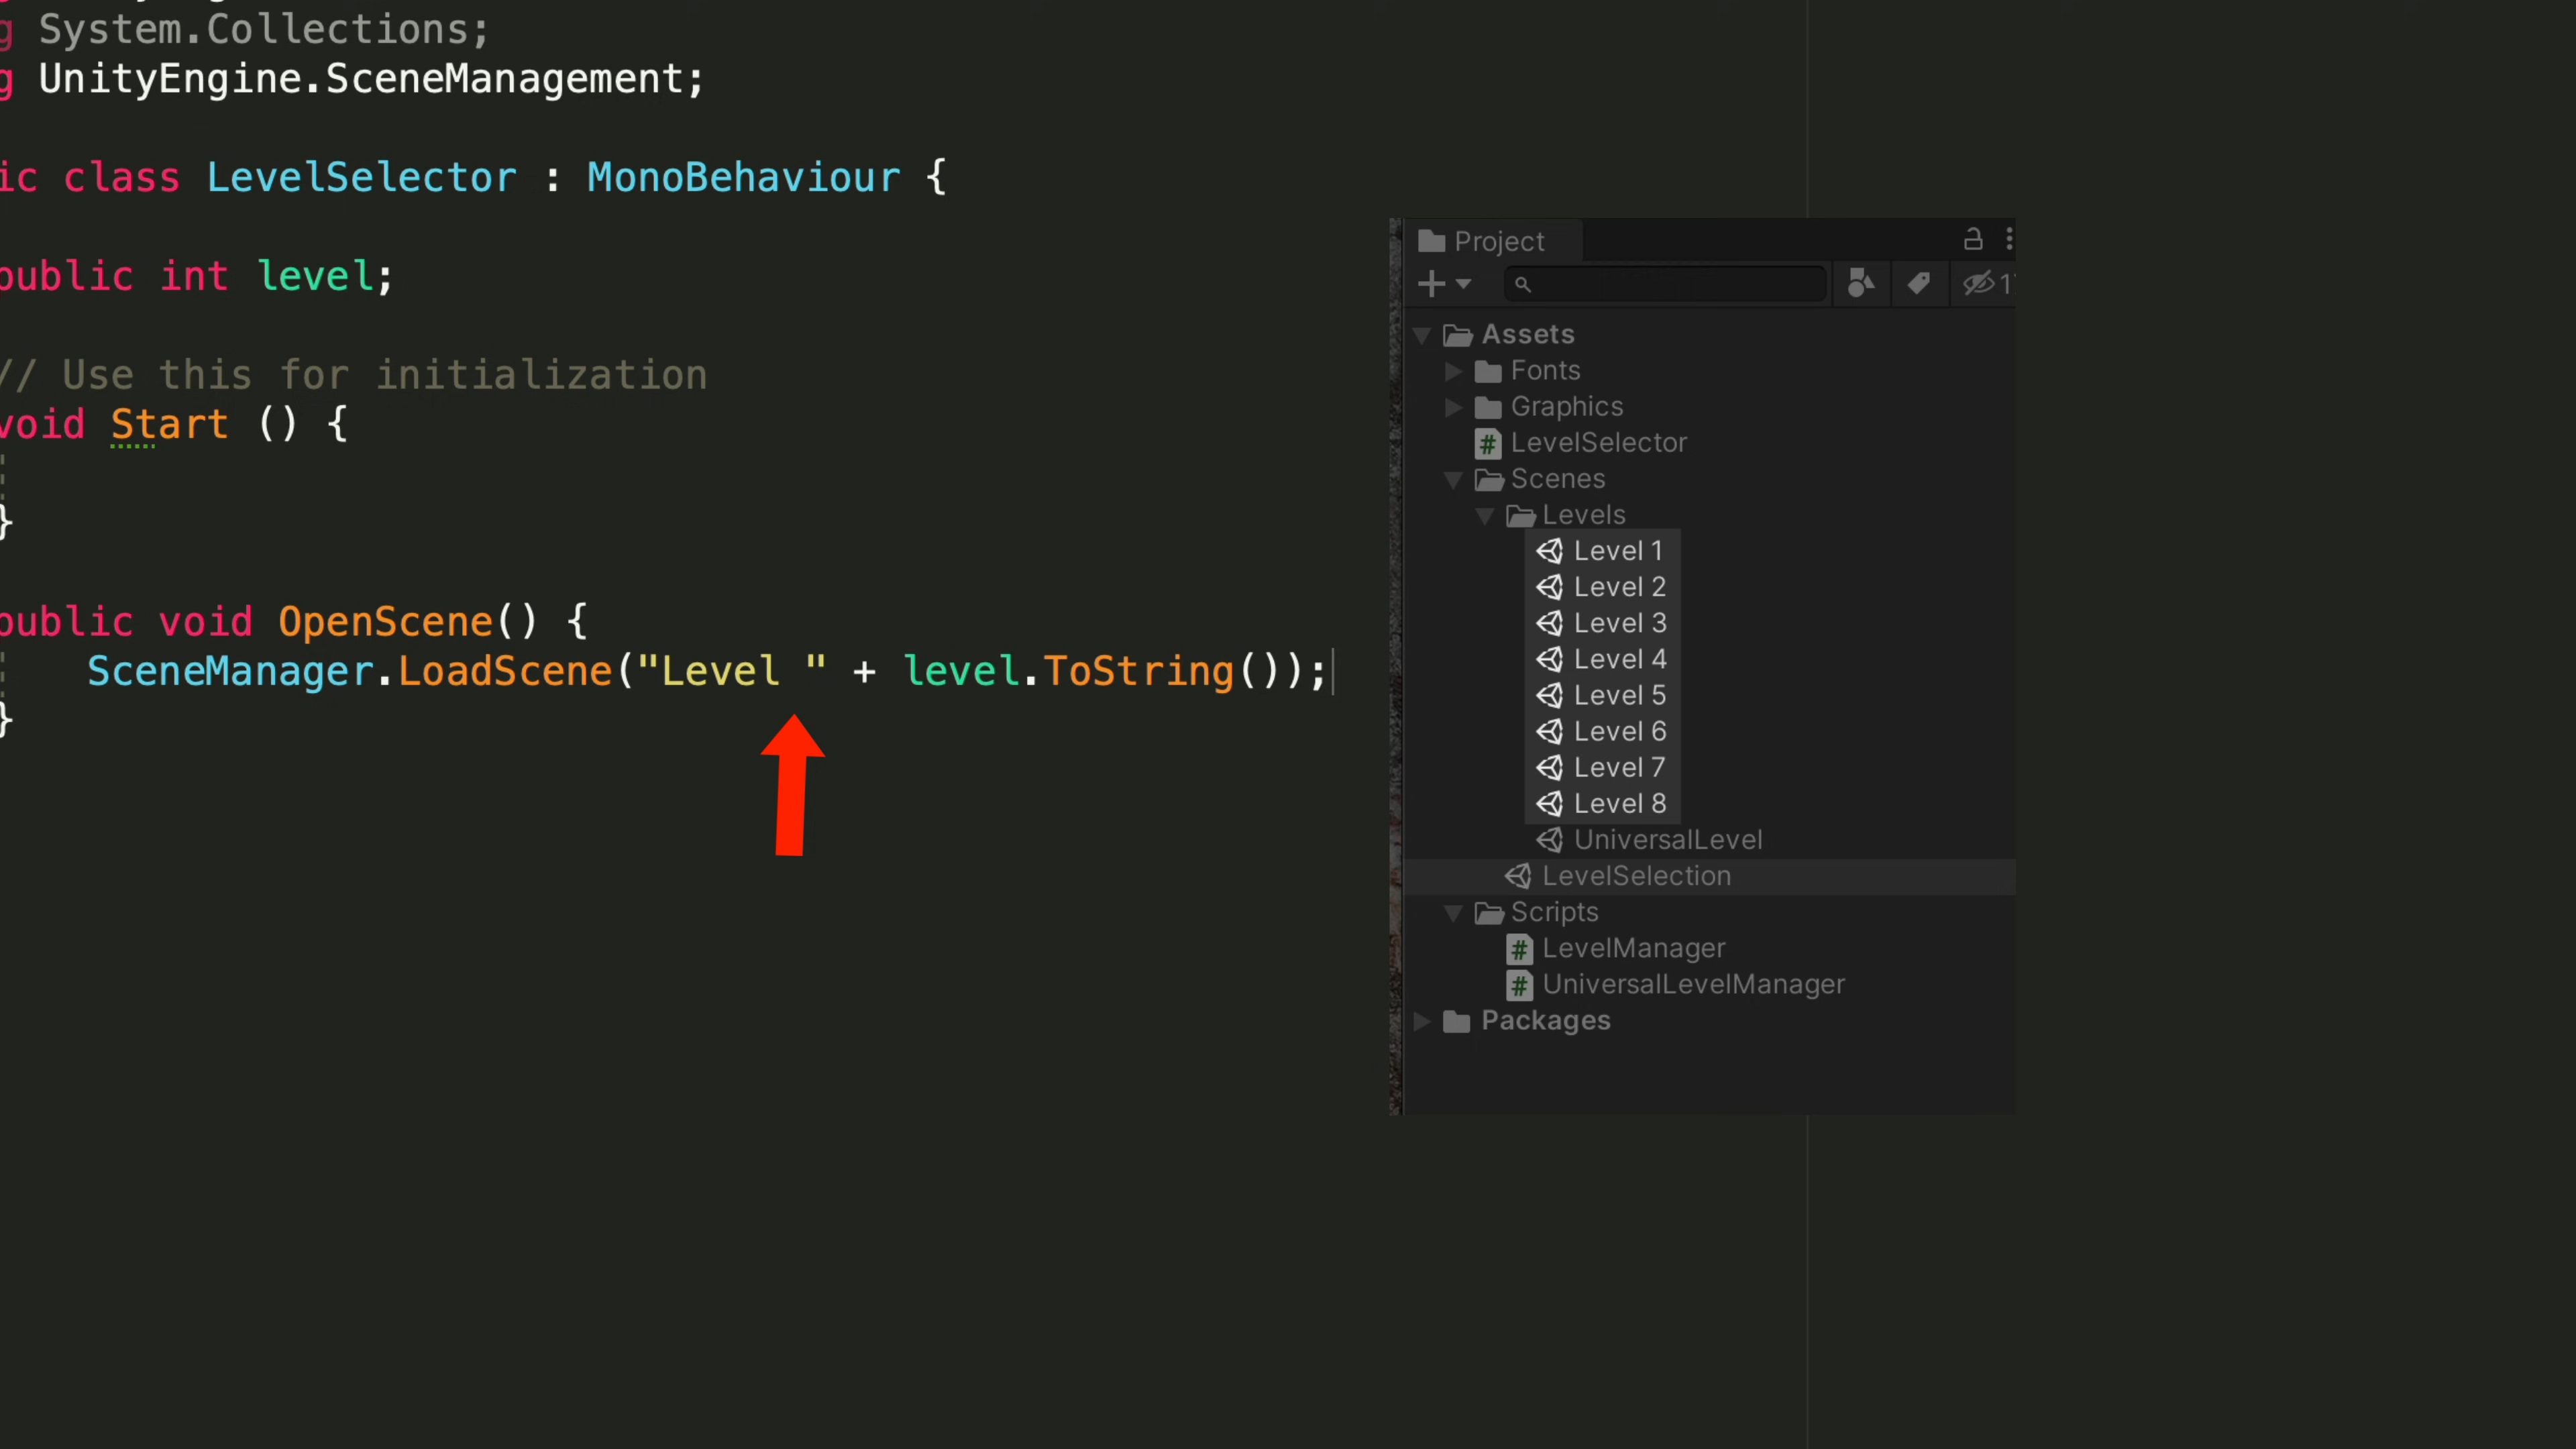 g System.Collections;
g UnityEngine.SceneManagement;
ic class LevelSelector : MonoBehaviour {
public int level;
// Use this for initialization
void Start () {
}
public void OpenScene() {
SceneManager.LoadScene("Level " + level.ToString());
}
Project
1
Assets
Fonts
Graphics
# LevelSelector
Scenes
Levels
Level 1
Level 2
Level 3
Level 4
Level 5
Level 6
Level 7
Level 8
UniversalLevel
LevelSelection
Scripts
# LevelManager
# UniversalLevelManager
Packages